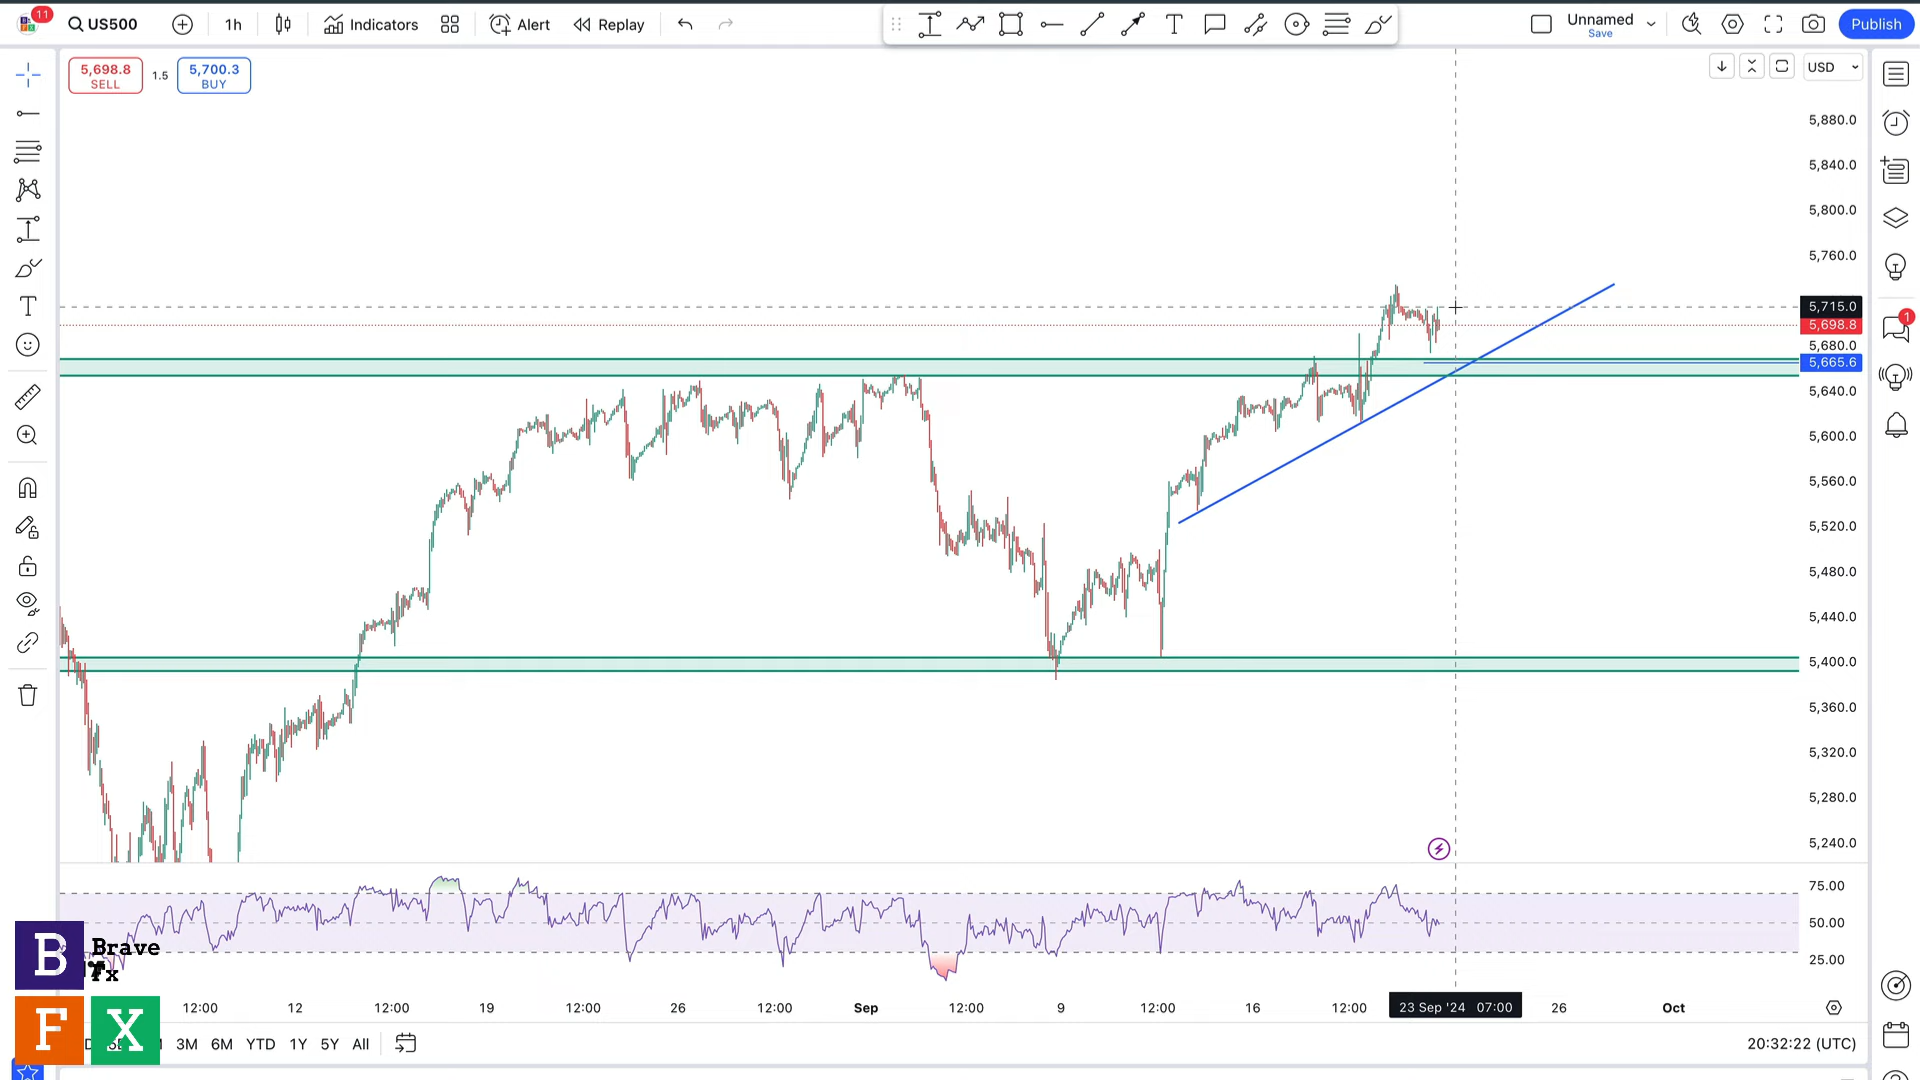 11
US500
1h
Indicators
Alert
Replay
Unnamed
Save
Publish
5,698.8
SELL
1.5
5,700.3
BUY
USD
5,880.0
5,840.0
5,800.0
5,760.0
5,715.0
5,698.8
5,680.0
5,665.6
5,640.0
5,600.0
5,560.0
5,520.0
5,480.0
5,440.0
5,400.0
5,360.0
5,320.0
5,280.0
5,240.0
1
75.00
50.00
25.00
B Brave
Fx
F X
12:00 12 12:00 19 12:00 26 12:00 Sep 12:00 9 12:00 16 12:00 23 Sep '24 07:00 26 Oct
3M 6M YTD 1Y 5Y All
20:32:22 (UTC)